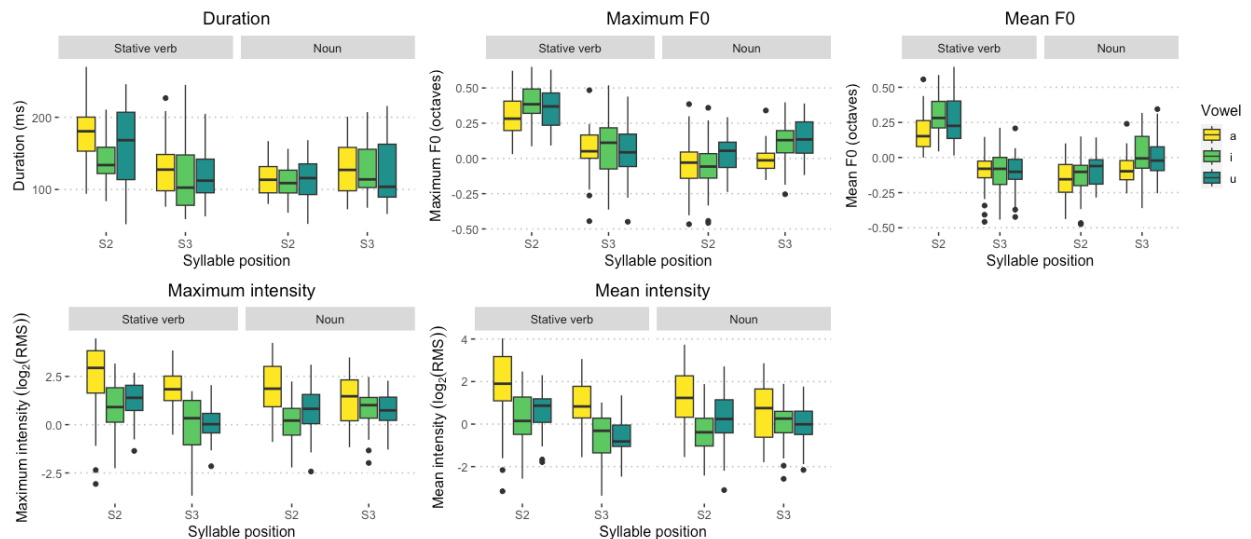 Duration
Stative verb
Noun
Duration (ms)
200
100
S2
S3
S2
S3
Syllable position
Maximum F0
Stative verb
Noun
Maximum F0 (octaves)
0.50
0.25
0.00
-0.25
-0.50
S2
S3
S2
S3
Syllable position
Mean F0
Stative verb
Noun
Mean F0 (octaves)
0.50
0.25
0.00
-0.25
-0.50
S2
S3
S2
S3
Syllable position
Vowel
a
i
u
Maximum intensity
Stative verb
Noun
Maximum intensity (log₂(RMS))
2.5
0.0
-2.5
S2
S3
S2
S3
Syllable position
Mean intensity
Stative verb
Noun
Mean intensity (log₂(RMS))
4
2
0
-2
S2
S3
S2
S3
Syllable position